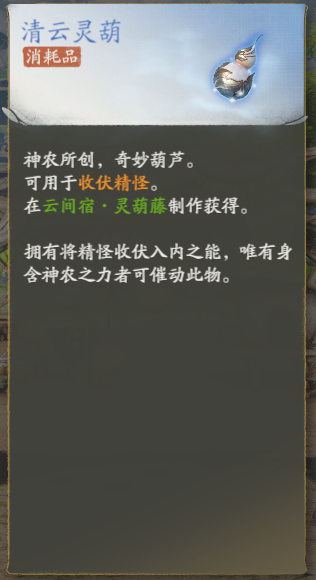 清云灵葫
消耗品
神农所创，奇妙葫芦。
可用于收伏精怪。
在云间宿·灵葫藤制作获得。
拥有将精怪收伏入内之能，唯有身
含神农之力者可催动此物。